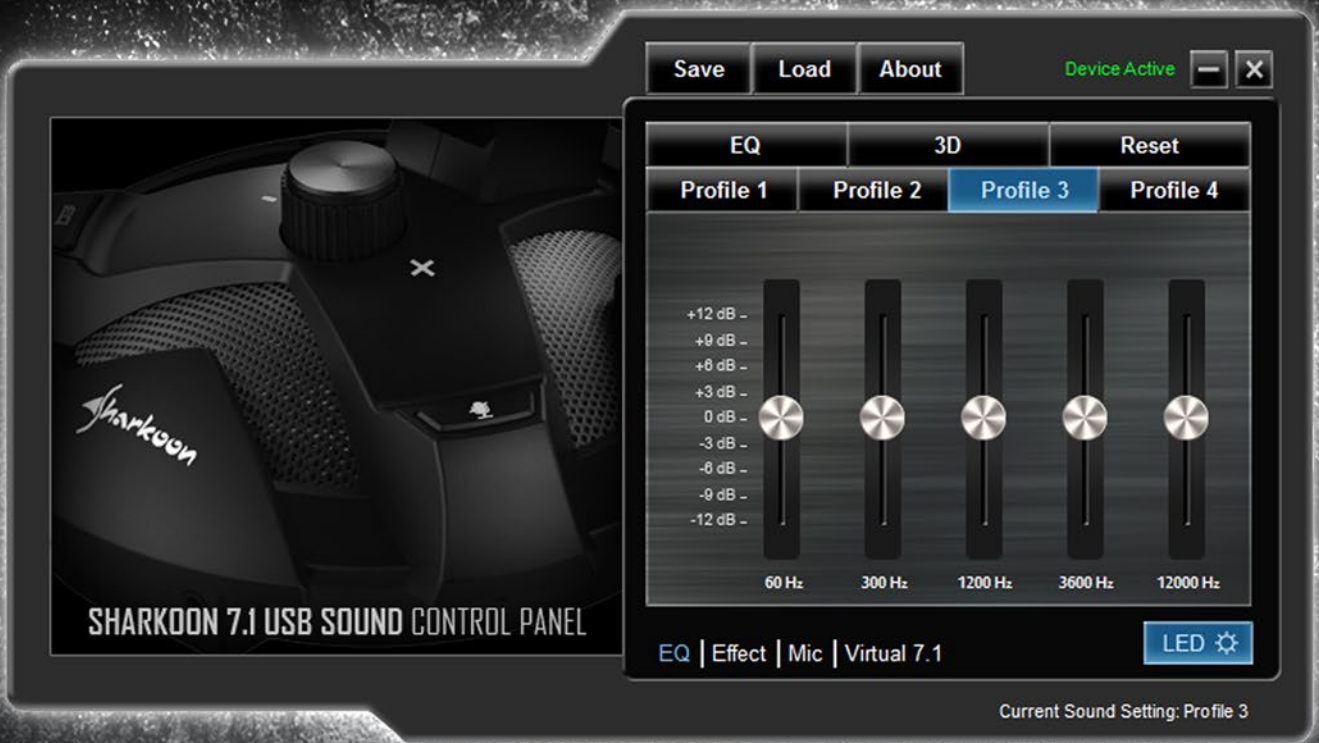 Save Load About Device Active
EQ 3D Reset
Profile 1 Profile 2 Profile 3 Profile 4
+12 dB
+9 dB
+6 dB
+3 dB
0 dB
-3 dB
-6 dB
-9 dB
-12 dB
60 Hz 300 Hz 1200 Hz 3600 Hz 12000 Hz
Sharkoon
SHARKOON 7.1 USB SOUND CONTROL PANEL
EQ | Effect | Mic | Virtual 7.1
LED
Current Sound Setting: Profile 3